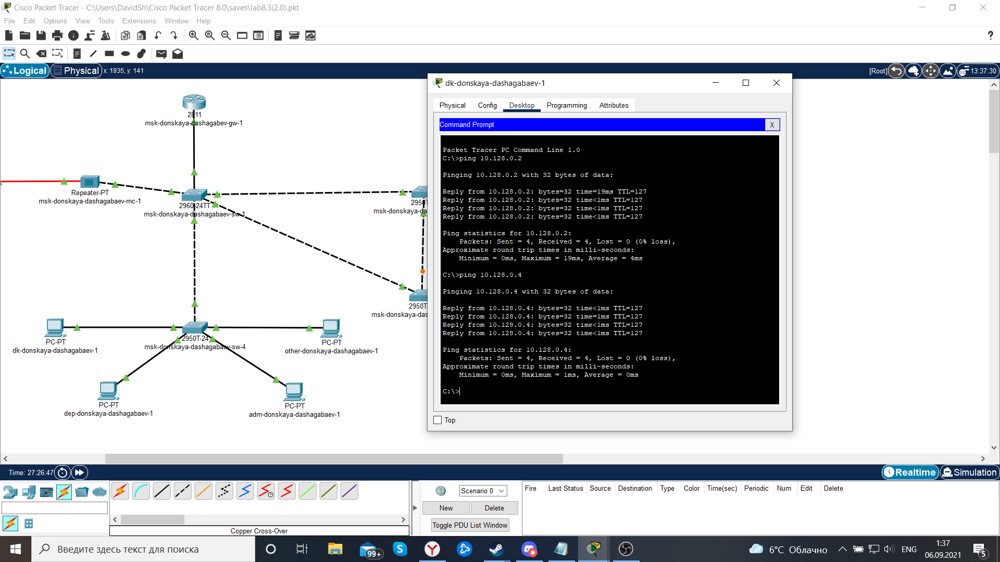 Cisco Packet Tracer - C:\Users\DavidSh\Cisco Packet Tracer 8.0\saves\lab8.3(2.0).pkt
File Edit Options View Tools Extensions Window Help
?
Logical Physical x: 1935, y: 141
[Root] 13:37:30
2811
msk-donskaya-dashagabev-gw-1
Repeater-PT
msk-donskaya-dashagabaev-mc-1
2960-24TT
msk-donskaya-dashagabaev-sw-1
2950T
msk-donskaya-da
2950T-
msk-donskaya-das
2950T-24
msk-donskaya-dashagabaev-sw-4
PC-PT
dk-donskaya-dashagabaev-1
PC-PT
other-donskaya-dashagabaev-1
PC-PT
dep-donskaya-dashagabaev-1
PC-PT
adm-donskaya-dashagabaev-1
dk-donskaya-dashagabaev-1
Physical Config Desktop Programming Attributes
Command Prompt
X
Packet Tracer PC Command Line 1.0
C:\>ping 10.128.0.2
Pinging 10.128.0.2 with 32 bytes of data:
Reply from 10.128.0.2: bytes=32 time=19ms TTL=127
Reply from 10.128.0.2: bytes=32 time<1ms TTL=127
Reply from 10.128.0.2: bytes=32 time<1ms TTL=127
Reply from 10.128.0.2: bytes=32 time<1ms TTL=127
Ping statistics for 10.128.0.2:
Packets: Sent = 4, Received = 4, Lost = 0 (0% loss),
Approximate round trip times in milli-seconds:
Minimum = 0ms, Maximum = 19ms, Average = 4ms
C:\>ping 10.128.0.4
Pinging 10.128.0.4 with 32 bytes of data:
Reply from 10.128.0.4: bytes=32 time<1ms TTL=127
Reply from 10.128.0.4: bytes=32 time=1ms TTL=127
Reply from 10.128.0.4: bytes=32 time<1ms TTL=127
Reply from 10.128.0.4: bytes=32 time<1ms TTL=127
Ping statistics for 10.128.0.4:
Packets: Sent = 4, Received = 4, Lost = 0 (0% loss),
Approximate round trip times in milli-seconds:
Minimum = 0ms, Maximum = 1ms, Average = 0ms
C:\>
Top
Time: 27:26:47
Realtime Simulation
Scenario 0
New Delete
Toggle PDU List Window
Fire Last Status Source Destination Type Color Time(sec) Periodic Num Edit Delete
Copper Cross-Over
Введите здесь текст для поиска
99+
6°C Облачно
ENG
1:37
06.09.2021
5